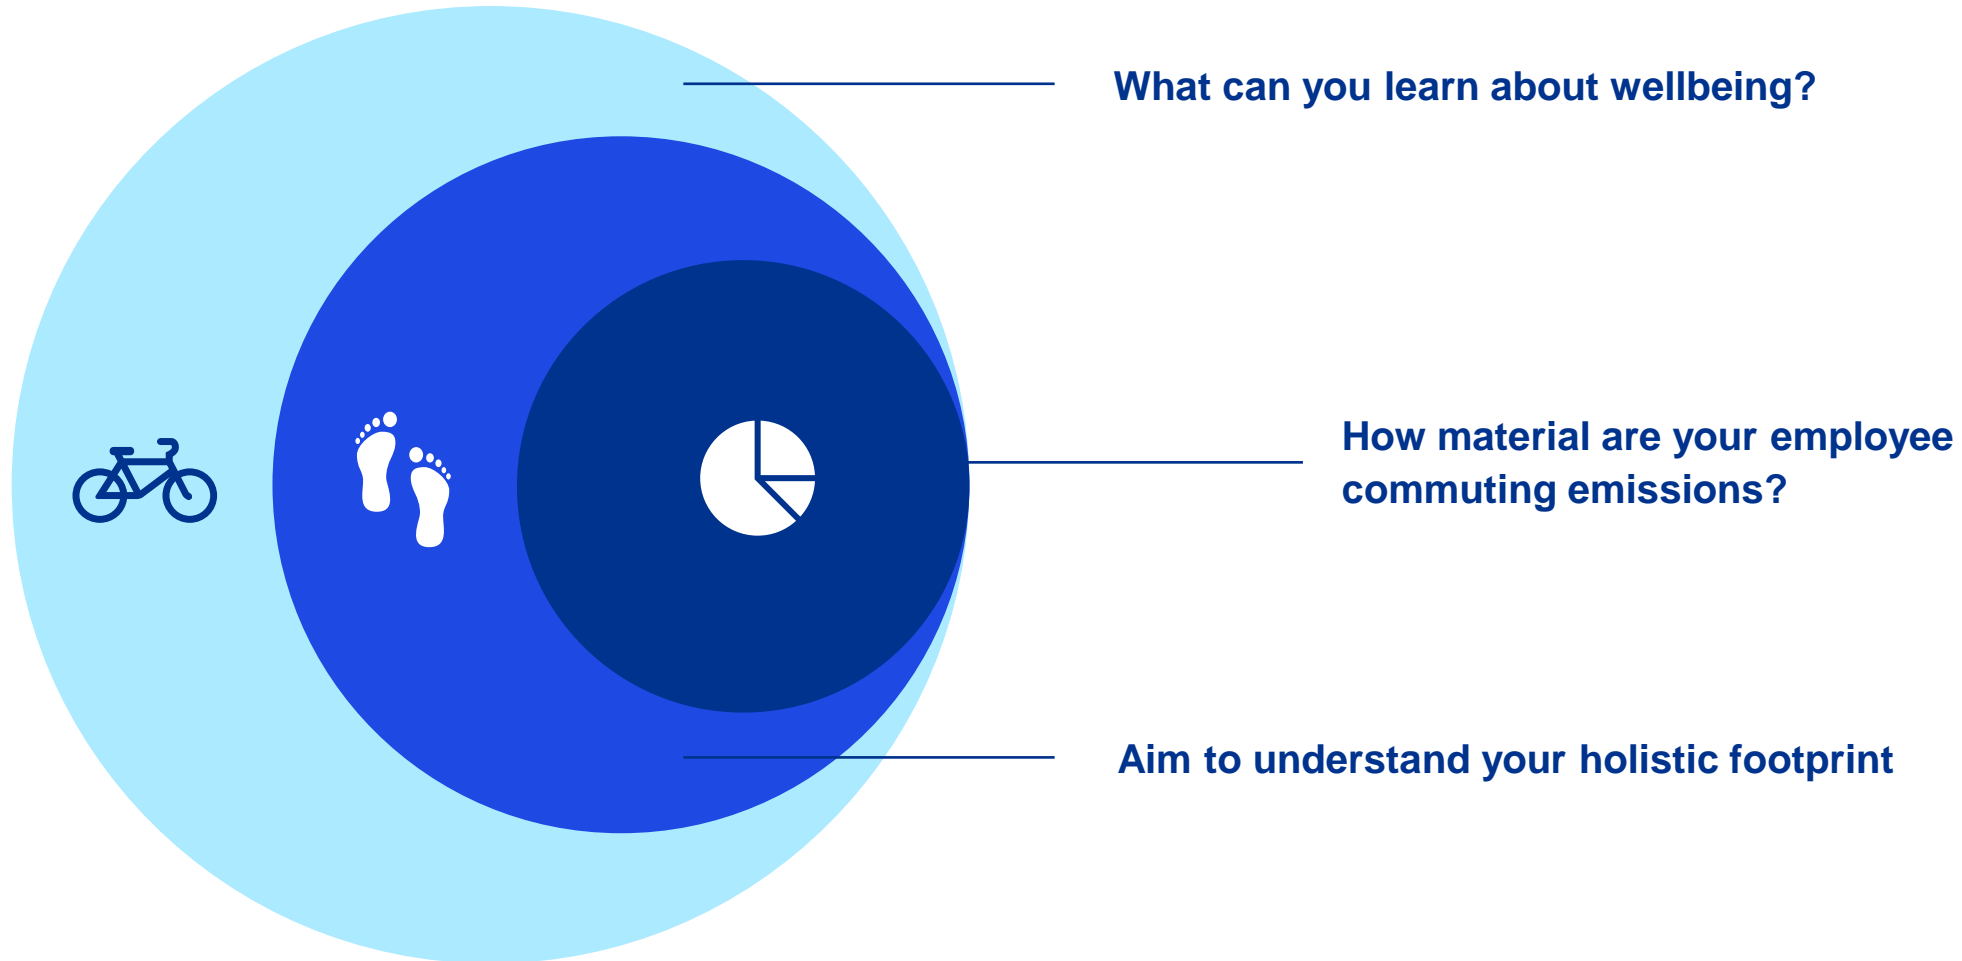 What can you learn about wellbeing?
How material are your employee
commuting emissions?
Aim to understand your holistic footprint